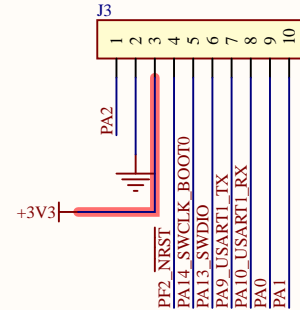 J3
1 2 3 4 5 6 7 8 9 10
PA2
+3V3
PF2_NRST
PA14_SWCLK_BOOT0
PA13_SWDIO
PA9_USART1_TX
PA10_USART1_RX
PA0
PA1